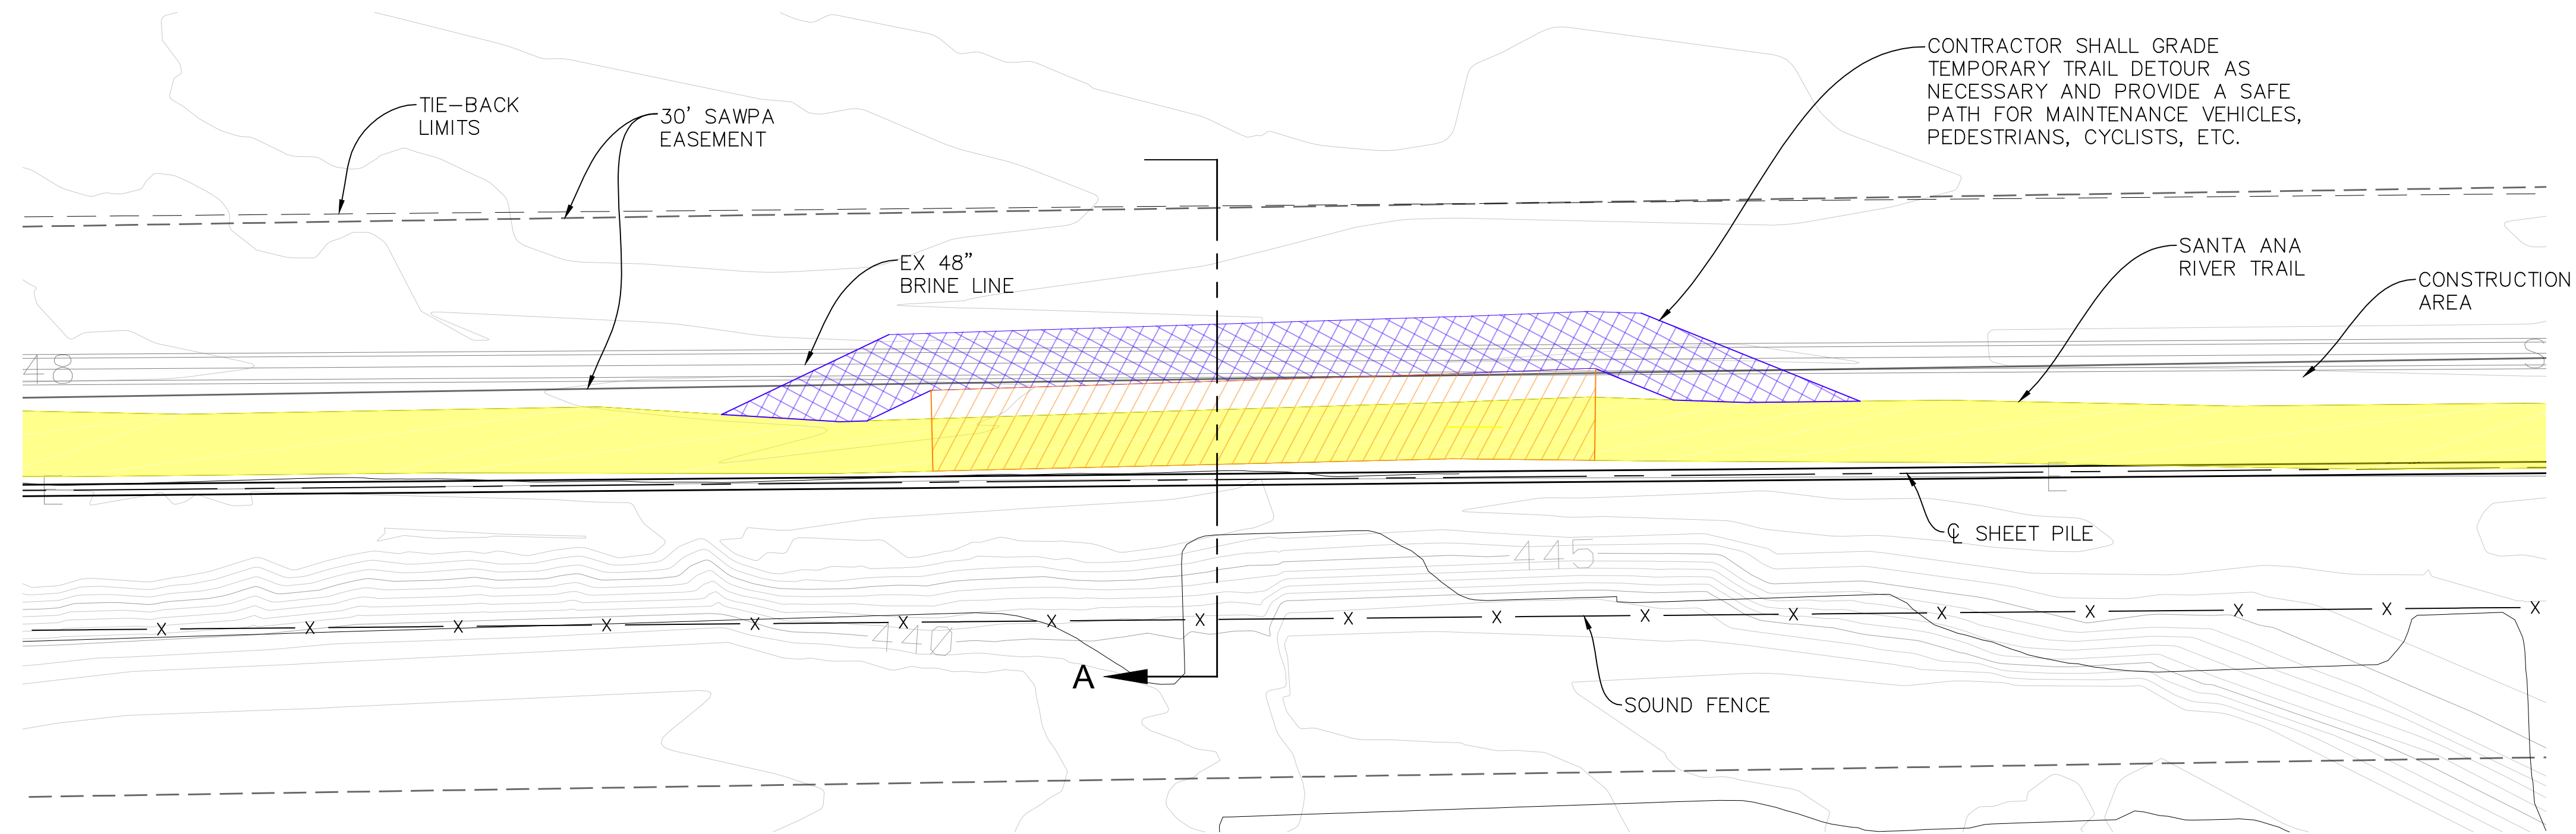 CONTRACTOR SHALL GRADE
TEMPORARY TRAIL DETOUR AS
NECESSARY AND PROVIDE A SAFE
PATH FOR MAINTENANCE VEHICLES,
PEDESTRIANS, CYCLISTS, ETC.
TIE-BACK
LIMITS
30' SAWPA
EASEMENT
EX 48"
BRINE LINE
SANTA ANA
RIVER TRAIL
CONSTRUCTION
AREA
48
S
℄ SHEET PILE
445
440
X X X X X X X X X X X X X X X X X
A
SOUND FENCE